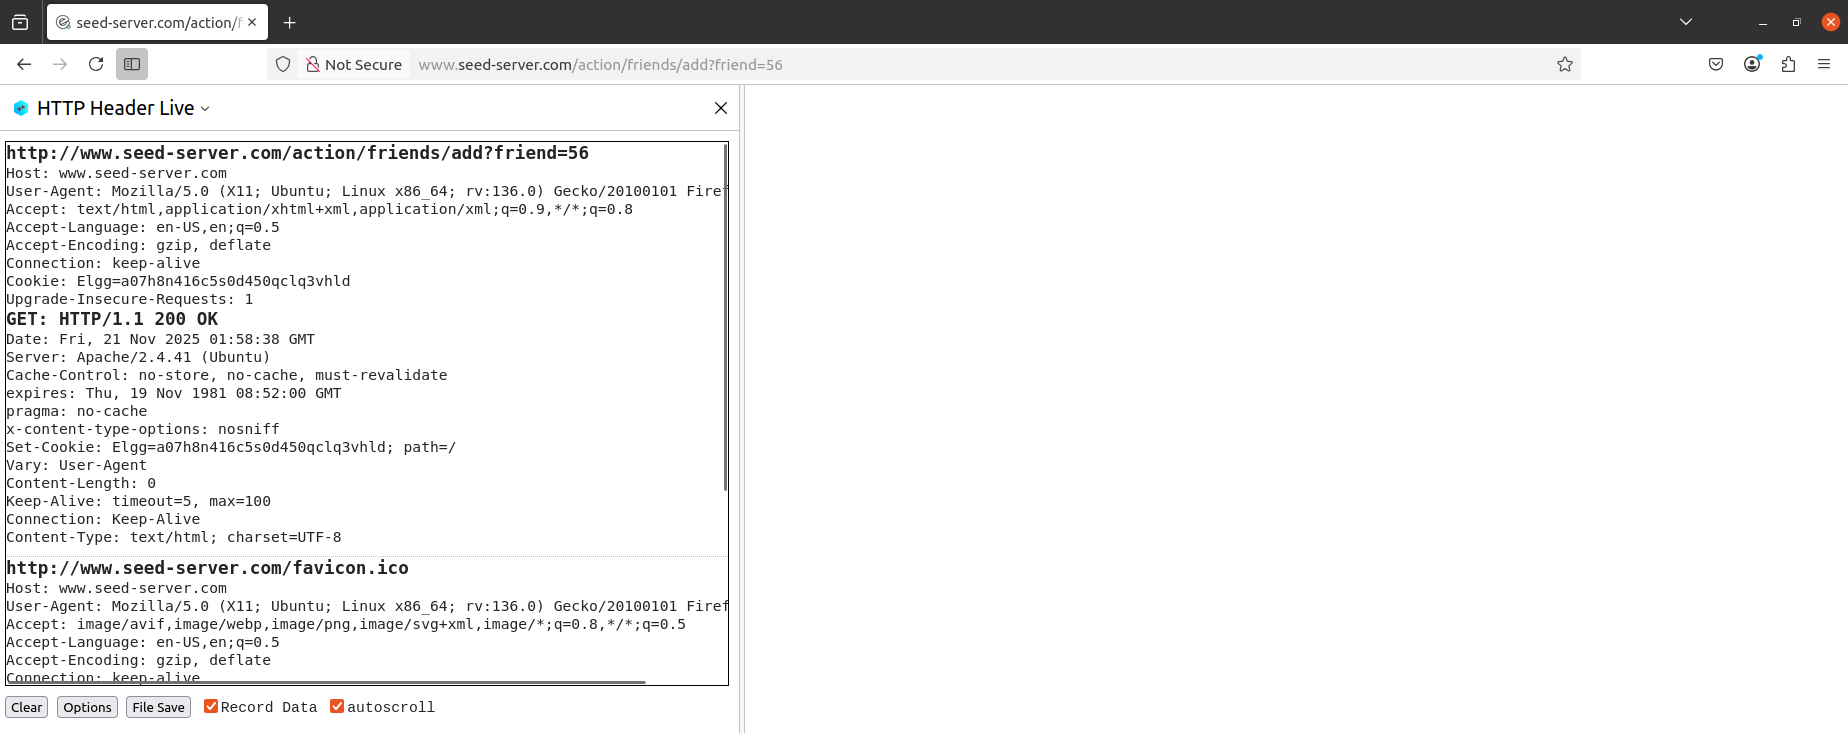 seed-server.com/action/f
Not Secure
www.seed-server.com/action/friends/add?friend=56
HTTP Header Live
http://www.seed-server.com/action/friends/add?friend=56
Host: www.seed-server.com
User-Agent: Mozilla/5.0 (X11; Ubuntu; Linux x86_64; rv:136.0) Gecko/20100101 Firef
Accept: text/html,application/xhtml+xml,application/xml;q=0.9,*/*;q=0.8
Accept-Language: en-US,en;q=0.5
Accept-Encoding: gzip, deflate
Connection: keep-alive
Cookie: Elgg=a07h8n416c5s0d450qclq3vhld
Upgrade-Insecure-Requests: 1
GET: HTTP/1.1 200 OK
Date: Fri, 21 Nov 2025 01:58:38 GMT
Server: Apache/2.4.41 (Ubuntu)
Cache-Control: no-store, no-cache, must-revalidate
expires: Thu, 19 Nov 1981 08:52:00 GMT
pragma: no-cache
x-content-type-options: nosniff
Set-Cookie: Elgg=a07h8n416c5s0d450qclq3vhld; path=/
Vary: User-Agent
Content-Length: 0
Keep-Alive: timeout=5, max=100
Connection: Keep-Alive
Content-Type: text/html; charset=UTF-8
http://www.seed-server.com/favicon.ico
Host: www.seed-server.com
User-Agent: Mozilla/5.0 (X11; Ubuntu; Linux x86_64; rv:136.0) Gecko/20100101 Firef
Accept: image/avif,image/webp,image/png,image/svg+xml,image/*;q=0.8,*/*;q=0.5
Accept-Language: en-US,en;q=0.5
Accept-Encoding: gzip, deflate
Connection: keep-alive
Clear Options File Save Record Data autoscroll